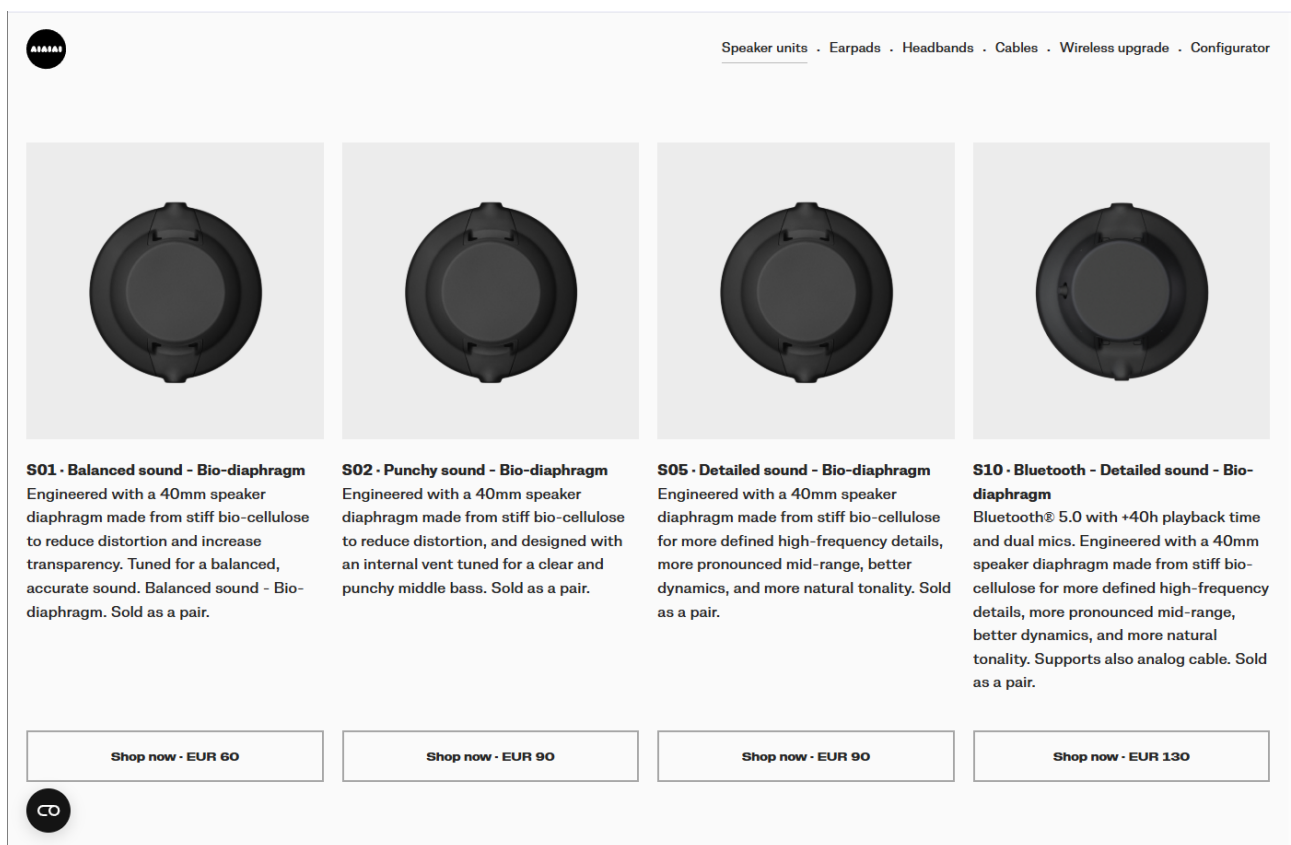 AIAIAI
Speaker units · Earpads · Headbands · Cables · Wireless upgrade · Configurator
S01 · Balanced sound - Bio-diaphragm
Engineered with a 40mm speaker
diaphragm made from stiff bio-cellulose
to reduce distortion and increase
transparency. Tuned for a balanced,
accurate sound. Balanced sound - Bio-
diaphragm. Sold as a pair.
Shop now · EUR 60
S02 · Punchy sound - Bio-diaphragm
Engineered with a 40mm speaker
diaphragm made from stiff bio-cellulose
to reduce distortion, and designed with
an internal vent tuned for a clear and
punchy middle bass. Sold as a pair.
Shop now · EUR 90
S05 · Detailed sound - Bio-diaphragm
Engineered with a 40mm speaker
diaphragm made from stiff bio-cellulose
for more defined high-frequency details,
more pronounced mid-range, better
dynamics, and more natural tonality. Sold
as a pair.
Shop now · EUR 90
S10 · Bluetooth - Detailed sound - Bio-
diaphragm
Bluetooth® 5.0 with +40h playback time
and dual mics. Engineered with a 40mm
speaker diaphragm made from stiff bio-
cellulose for more defined high-frequency
details, more pronounced mid-range,
better dynamics, and more natural
tonality. Supports also analog cable. Sold
as a pair.
Shop now · EUR 130